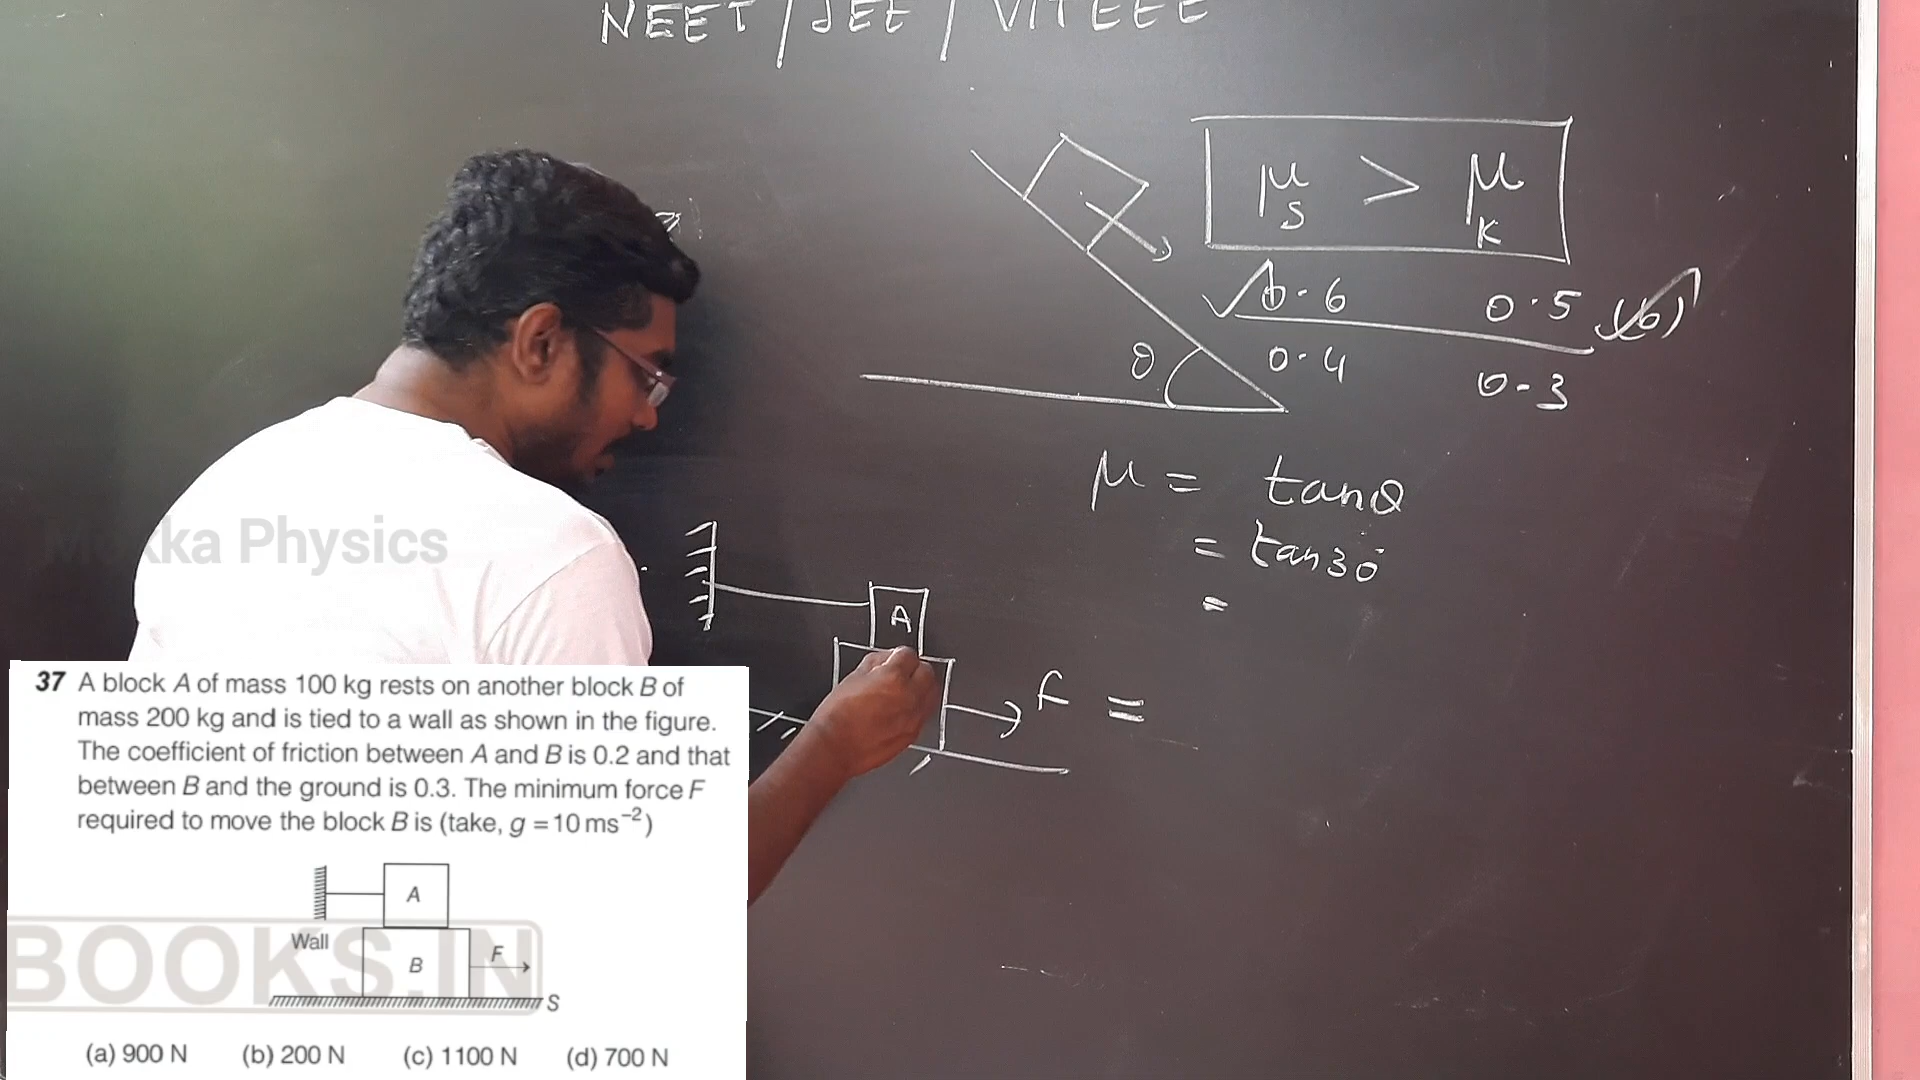 NEET / JEE / VITEEE
μs > μK
0.6 0.5 (b)
0.4 0.3
θ
μ = tanθ
= tan30°
=
A
F =
Mokka Physics
37 A block A of mass 100 kg rests on another block B of
mass 200 kg and is tied to a wall as shown in the figure.
The coefficient of friction between A and B is 0.2 and that
between B and the ground is 0.3. The minimum force F
required to move the block B is (take, g = 10 ms⁻²)
A
Wall
B
F
S
BOOKS.IN
(a) 900 N (b) 200 N (c) 1100 N (d) 700 N